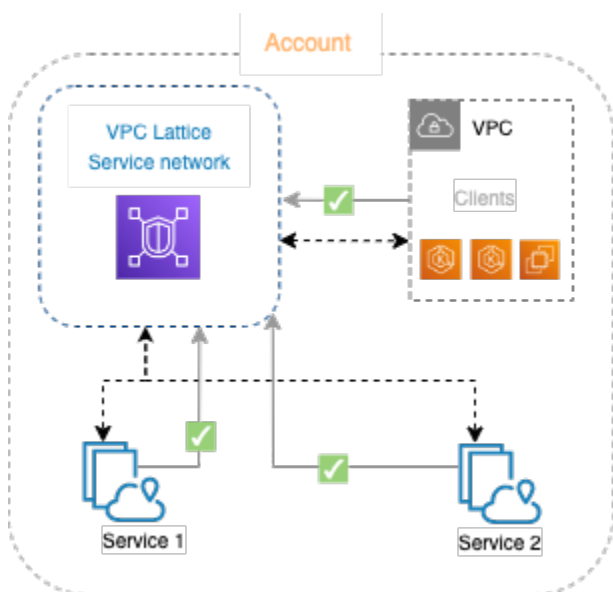 Account
VPC Lattice
Service network
VPC
Clients
Service 1
Service 2